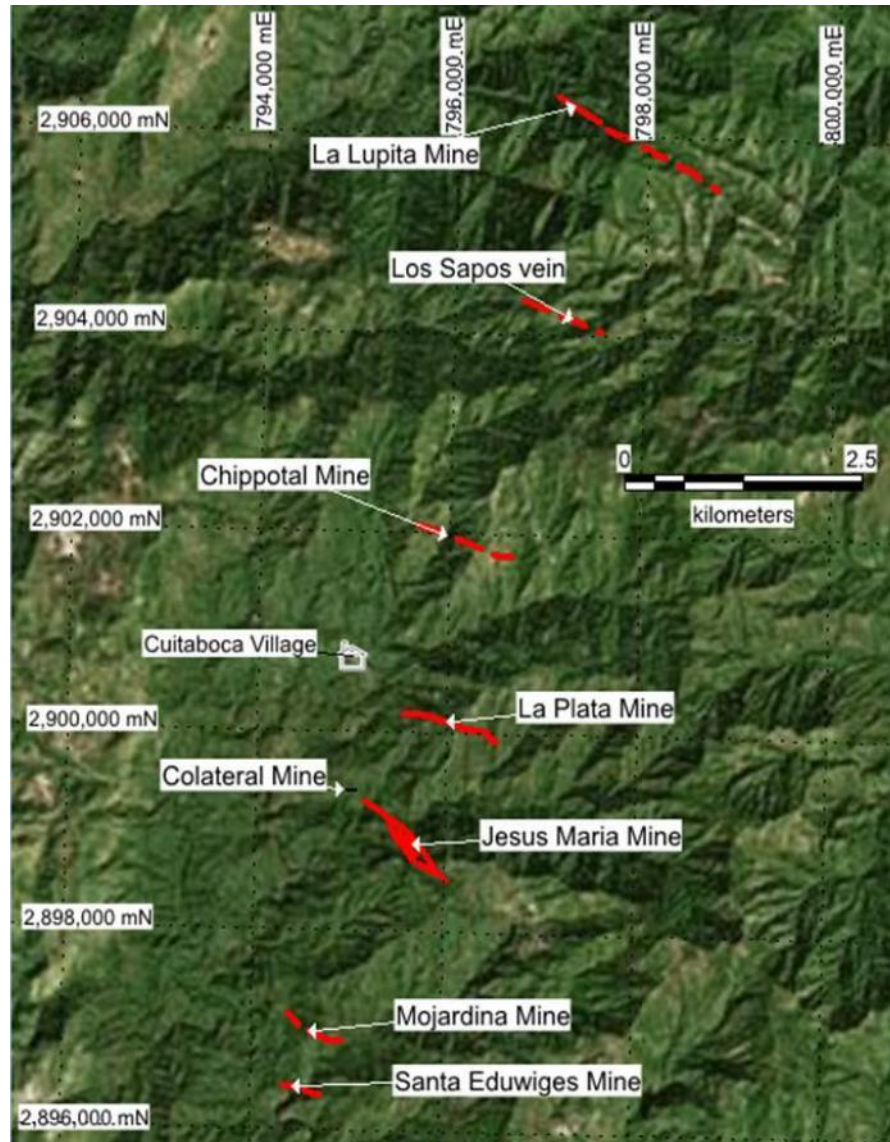 794,000 mE
796,000 mE
798,000 mE
800,000 mE
2,906,000 mN
La Lupita Mine
Los Sapos vein
2,904,000 mN
0
2.5
kilometers
Chippotal Mine
2,902,000 mN
Cuitaboca Village
La Plata Mine
2,900,000 mN
Colateral Mine
Jesus Maria Mine
2,898,000 mN
Mojardina Mine
Santa Eduwiges Mine
2,896,000 mN